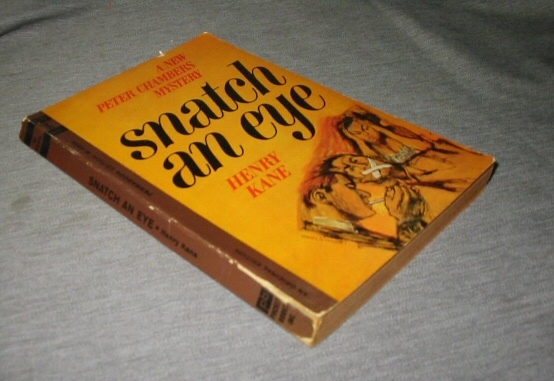 A NEW
PETER CHAMBERS
MYSTERY
snatch
an eye
HENRY
KANE
SNATCH AN EYE • Henry Kane